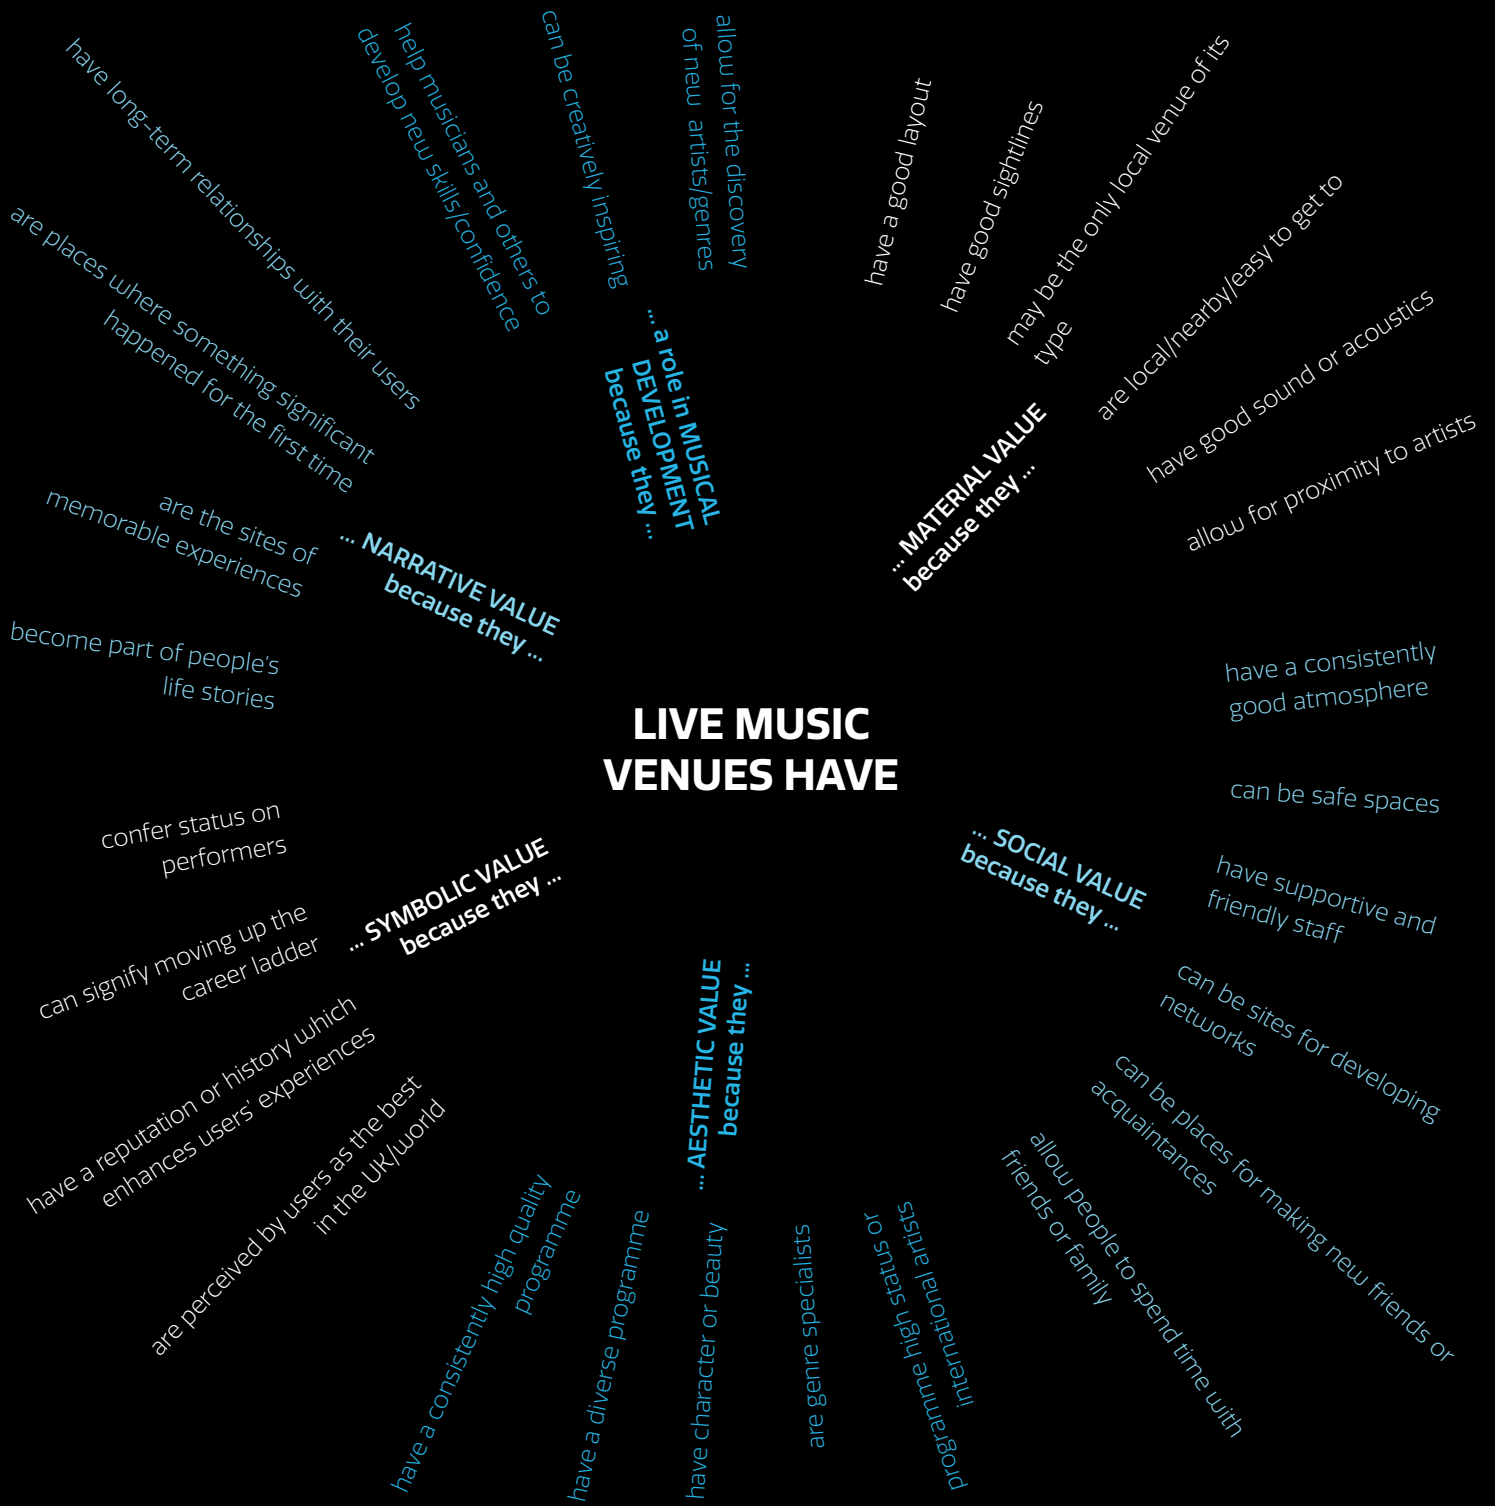 LIVE MUSIC
VENUES HAVE
... a role in MUSICAL
DEVELOPMENT
because they ...
help musicians and others to
develop new skills/confidence
can be creatively inspiring
allow for the discovery
of new artists/genres
... MATERIAL VALUE
because they ...
have a good layout
have good sightlines
may be the only local venue of its
type
are local/nearby/easy to get to
have good sound or acoustics
allow for proximity to artists
... SOCIAL VALUE
because they ...
have a consistently
good atmosphere
can be safe spaces
have supportive and
friendly staff
can be sites for developing
networks
can be places for making new friends or
acquaintances
allow people to spend time with
friends or family
... AESTHETIC VALUE
because they ...
programme high status or
international artists
are genre specialists
have character or beauty
have a diverse programme
have a consistently high quality
programme
... SYMBOLIC VALUE
because they ...
are perceived by users as the best
in the UK/world
have a reputation or history which
enhances users' experiences
can signify moving up the
career ladder
confer status on
performers
... NARRATIVE VALUE
because they ...
become part of people's
life stories
are the sites of
memorable experiences
are places where something significant
happened for the first time
have long-term relationships with their users